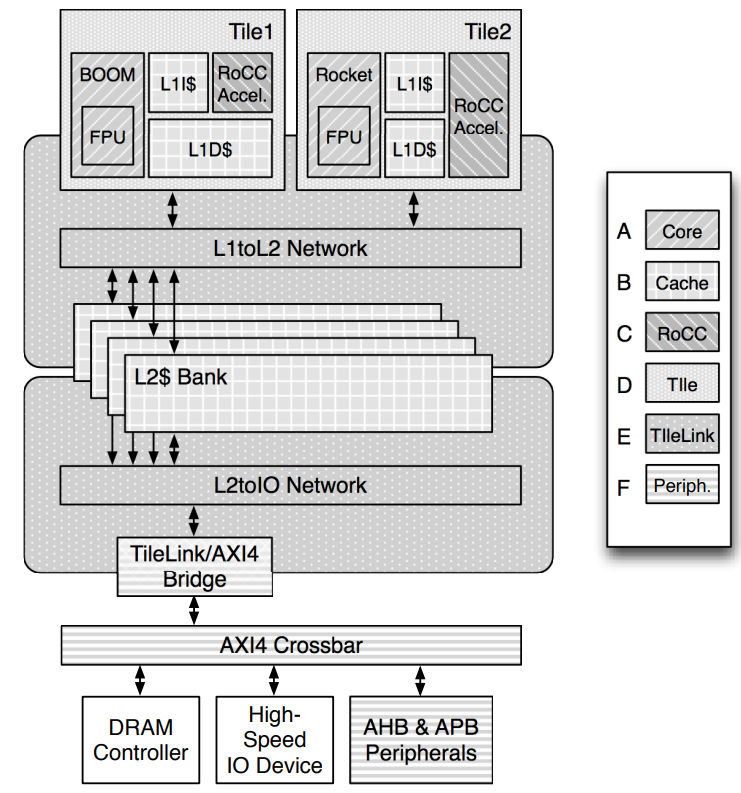 Tile1
BOOM
FPU
L1I$
RoCC
Accel.
L1D$
Tile2
Rocket
FPU
L1I$
L1D$
RoCC
Accel.
L1toL2 Network
L2$ Bank
L2toIO Network
TileLink/AXI4
Bridge
AXI4 Crossbar
DRAM
Controller
High-
Speed
IO Device
AHB & APB
Peripherals
A Core
B Cache
C RoCC
D TIle
E TIleLink
F Periph.